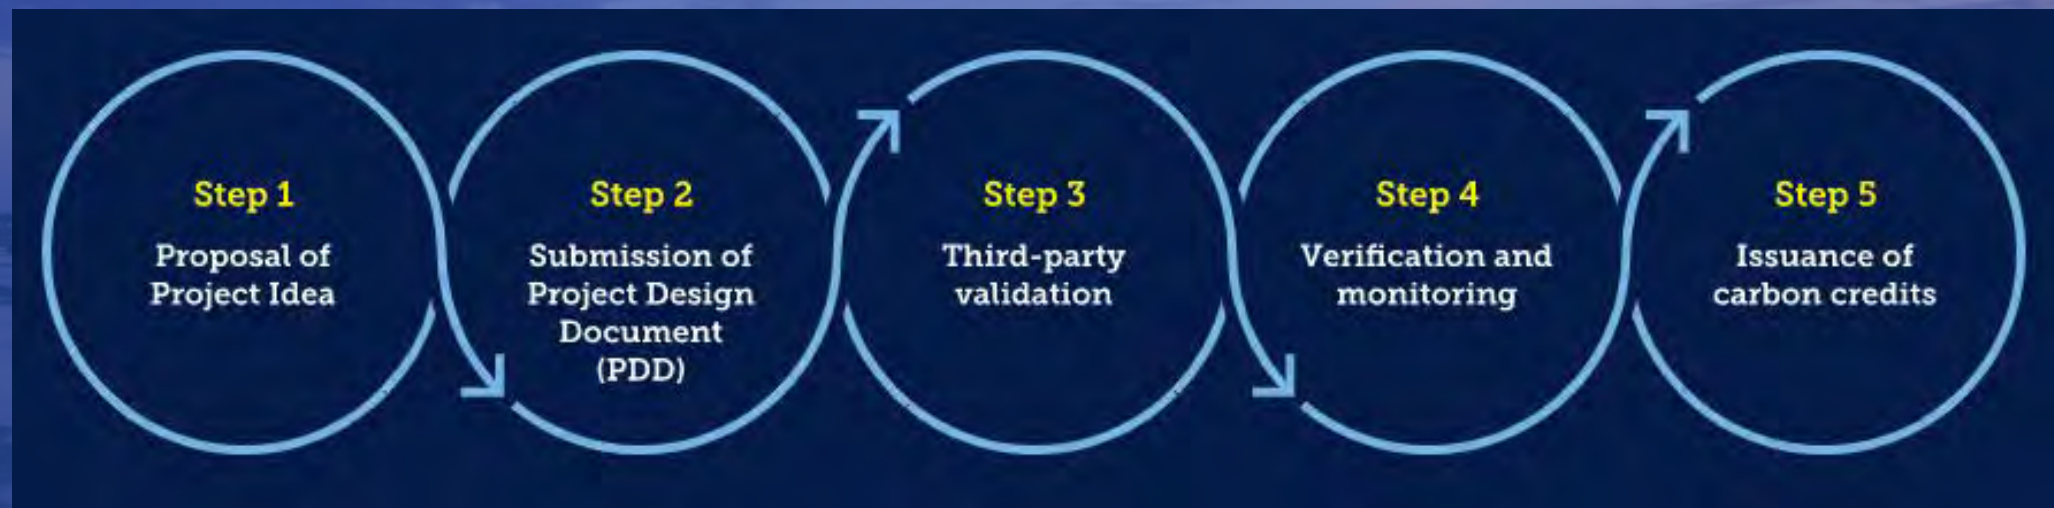 Step 1
Proposal of
Project Idea
Step 2
Submission of
Project Design
Document
(PDD)
Step 3
Third-party
validation
Step 4
Verification and
monitoring
Step 5
Issuance of
carbon credits